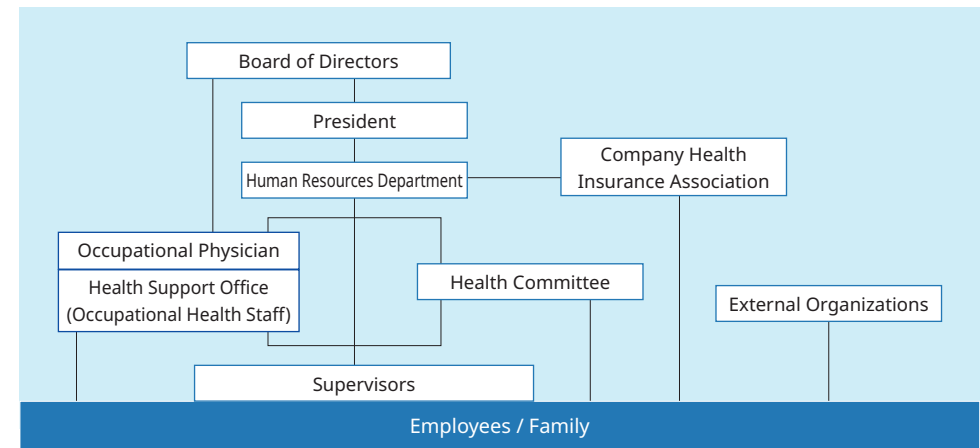 Board of Directors
President
Human Resources Department
Company Health
Insurance Association
Occupational Physician
Health Support Office
(Occupational Health Staff)
Health Committee
External Organizations
Supervisors
Employees / Family